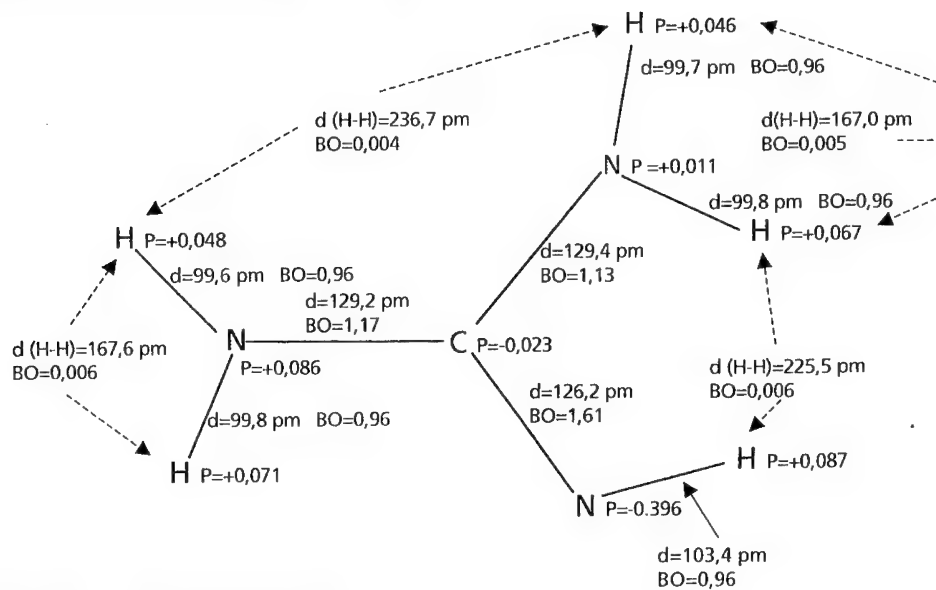 H P=+0,046
d=99,7 pm BO=0,96
d (H-H)=236,7 pm
BO=0,004
d(H-H)=167,0 pm
BO=0,005
N P=+0,011
d=99,8 pm BO=0,96
H P=+0,067
H P=+0,048
d=99,6 pm BO=0,96
d=129,4 pm
BO=1,13
d=129,2 pm
BO=1,17
d (H-H)=167,6 pm
BO=0,006
N
P=+0,086
C P=-0,023
d (H-H)=225,5 pm
BO=0,006
d=126,2 pm
BO=1,61
d=99,8 pm BO=0,96
H P=+0,071
H P=+0,087
N P=-0.396
d=103,4 pm
BO=0,96